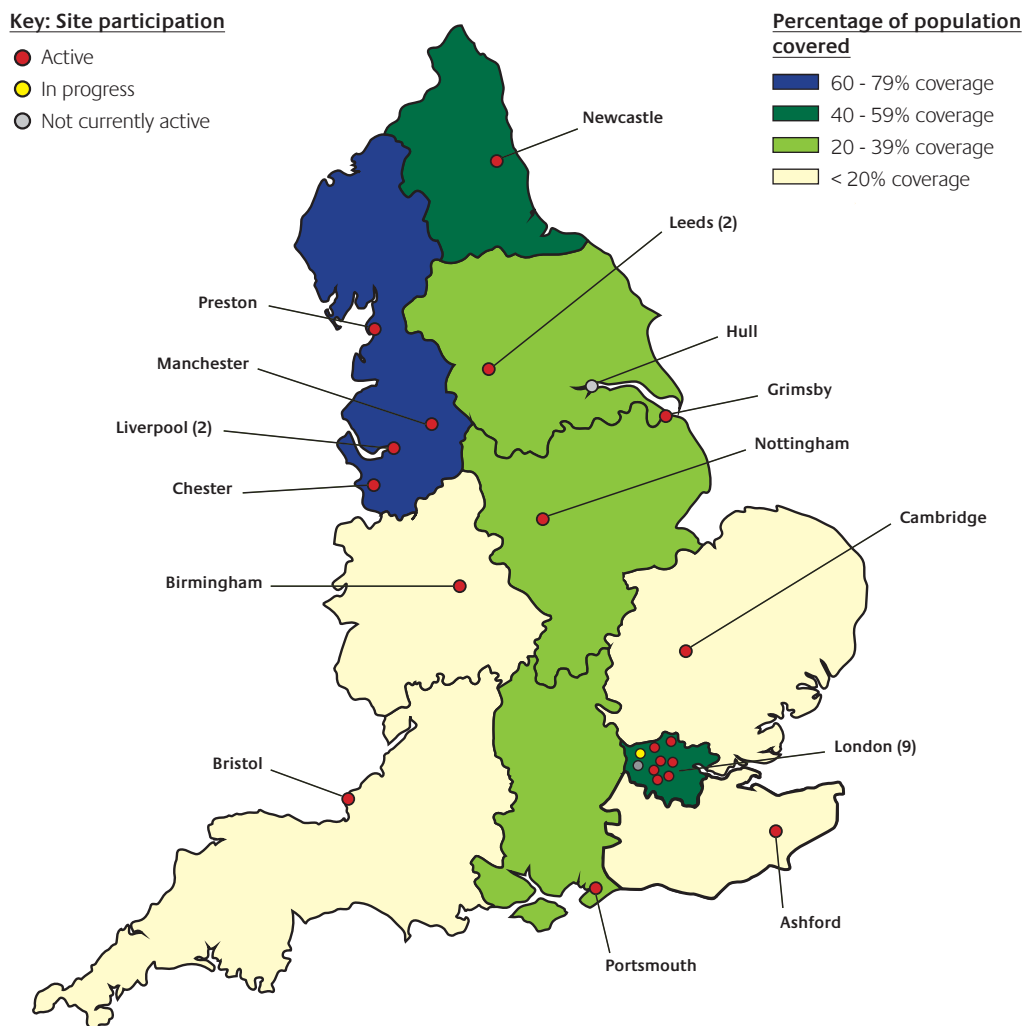 Key: Site participation
Active
In progress
Not currently active
Percentage of population
covered
60 - 79% coverage
40 - 59% coverage
20 - 39% coverage
< 20% coverage
Newcastle
Leeds (2)
Preston
Hull
Manchester
Grimsby
Liverpool (2)
Nottingham
Chester
Cambridge
Birmingham
London (9)
Bristol
Ashford
Portsmouth